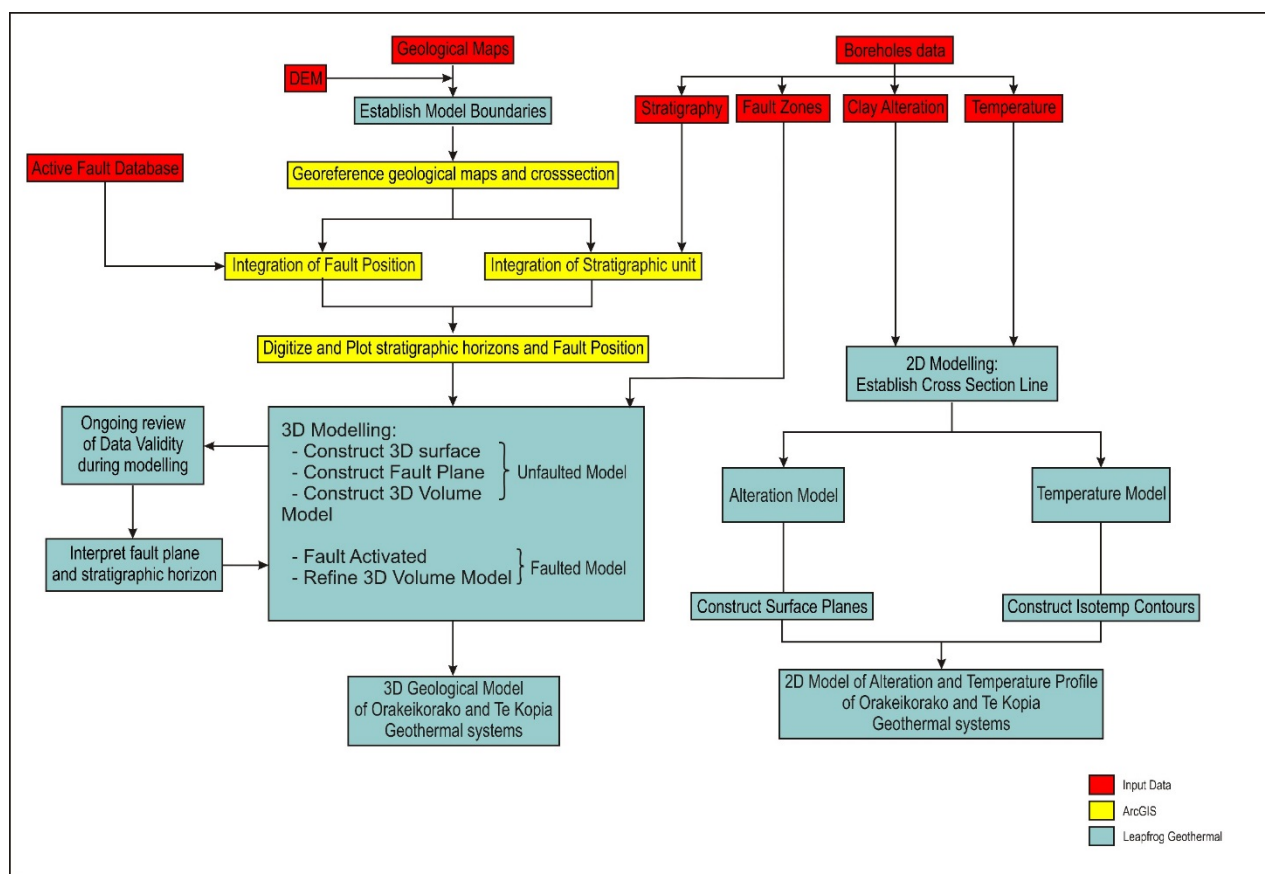 Geological Maps
Boreholes data
DEM
Establish Model Boundaries
Stratigraphy
Fault Zones
Clay Alteration
Temperature
Active Fault Database
Georeference geological maps and crosssection
Integration of Fault Position
Integration of Stratigraphic unit
Digitize and Plot stratigraphic horizons and Fault Position
2D Modelling:
Establish Cross Section Line
Ongoing review
of Data Validity
during modelling
3D Modelling:
- Construct 3D surface
- Construct Fault Plane
- Construct 3D Volume
Model
Unfaulted Model
- Fault Activated
- Refine 3D Volume Model
Faulted Model
Interpret fault plane
and stratigraphic horizon
Alteration Model
Temperature Model
Construct Surface Planes
Construct Isotemp Contours
3D Geological Model
of Orakeikorako and Te Kopia
Geothermal systems
2D Model of Alteration and Temperature Profile
of Orakeikorako and Te Kopia
Geothermal systems
Input Data
ArcGIS
Leapfrog Geothermal